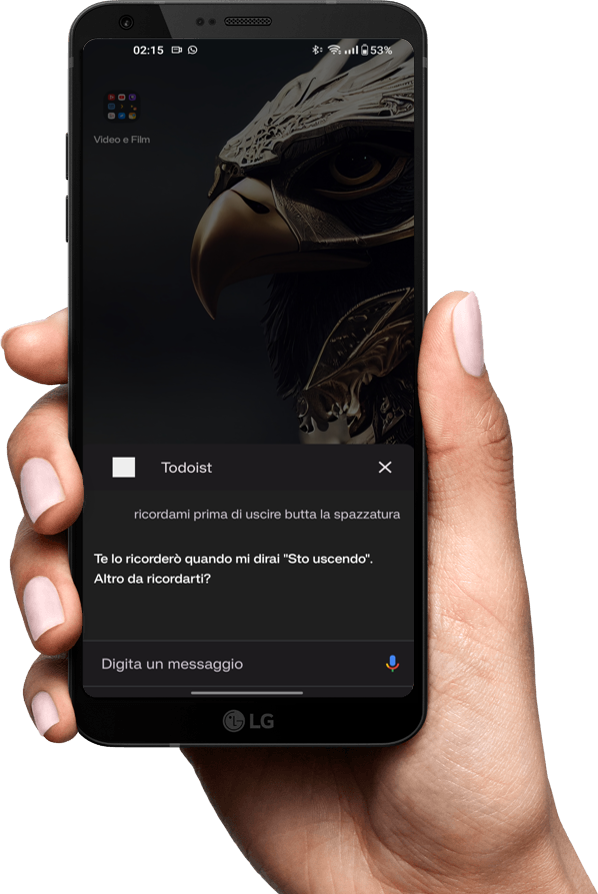 02:15
53%
Video e Film
Todoist
ricordami prima di uscire butta la spazzatura
Te lo ricorderò quando mi dirai "Sto uscendo".
Altro da ricordarti?
Digita un messaggio
LG